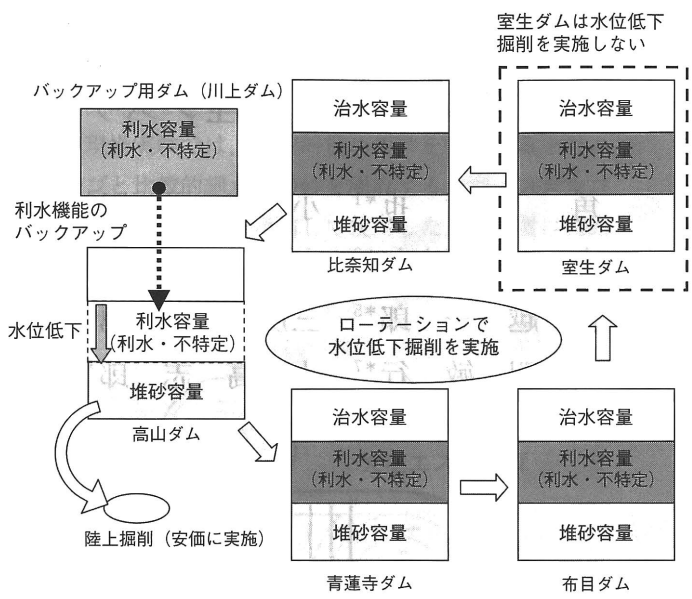 室生ダムは水位低下
掘削を実施しない
バックアップ用ダム（川上ダム）
利水容量
（利水・不特定）
利水機能の
バックアップ
治水容量
利水容量
（利水・不特定）
堆砂容量
比奈知ダム
治水容量
利水容量
（利水・不特定）
堆砂容量
室生ダム
水位低下
利水容量
（利水・不特定）
堆砂容量
高山ダム
ローテーションで
水位低下掘削を実施
陸上掘削（安価に実施）
治水容量
利水容量
（利水・不特定）
堆砂容量
青蓮寺ダム
治水容量
利水容量
（利水・不特定）
堆砂容量
布目ダム